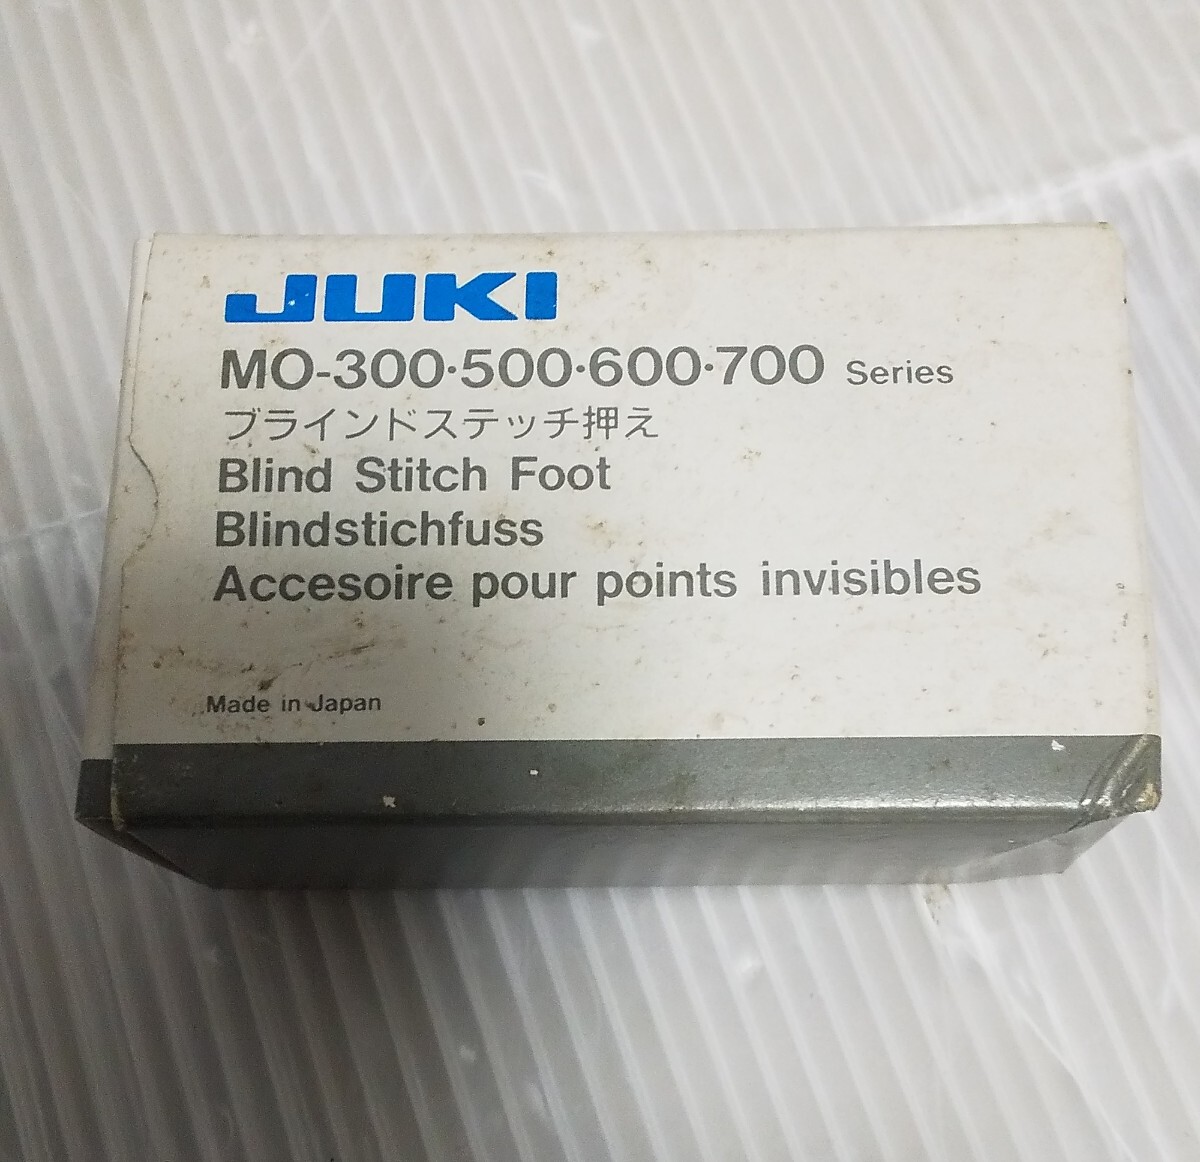 JUKI
MO-300·500·600·700 Series
ブラインドステッチ押え
Blind Stitch Foot
Blindstichfuss
Accesoire pour points invisibles
Made in Japan